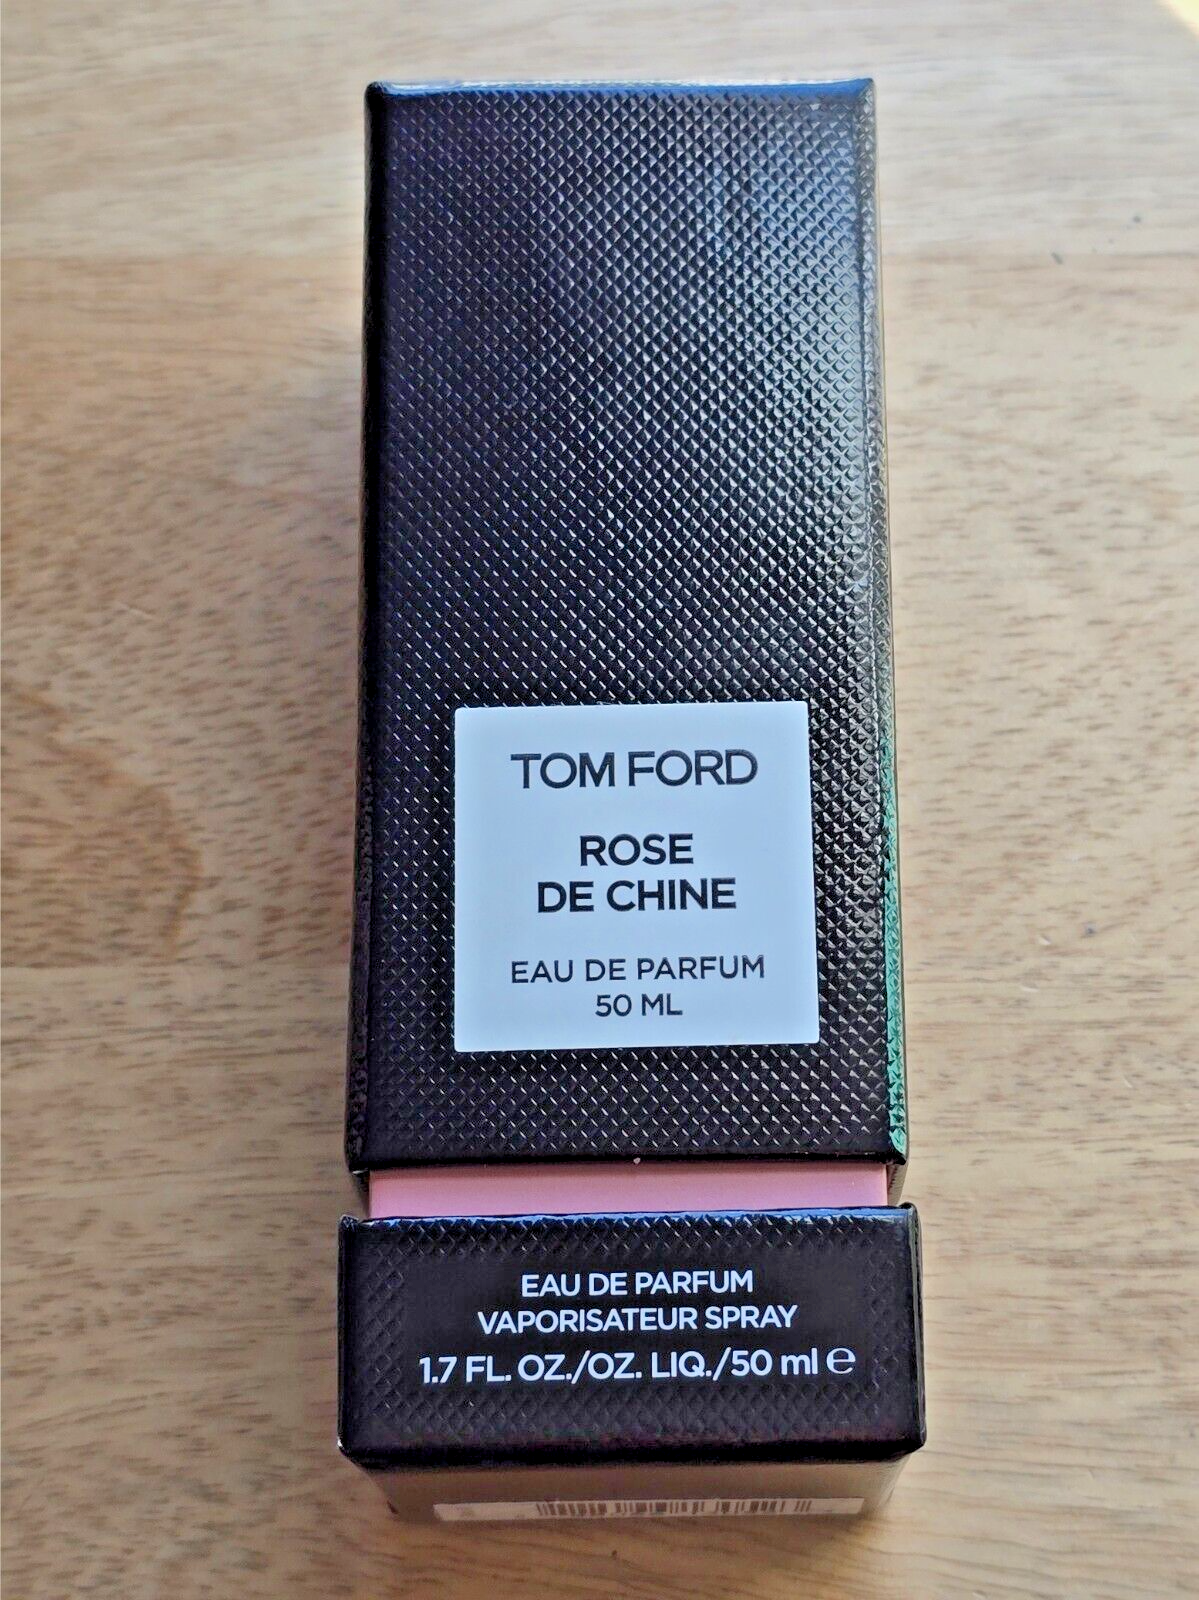 TOM FORD
ROSE
DE CHINE
EAU DE PARFUM
50 ML
EAU DE PARFUM
VAPORISATEUR SPRAY
1.7 FL. OZ./OZ. LIQ./50 ml ℮